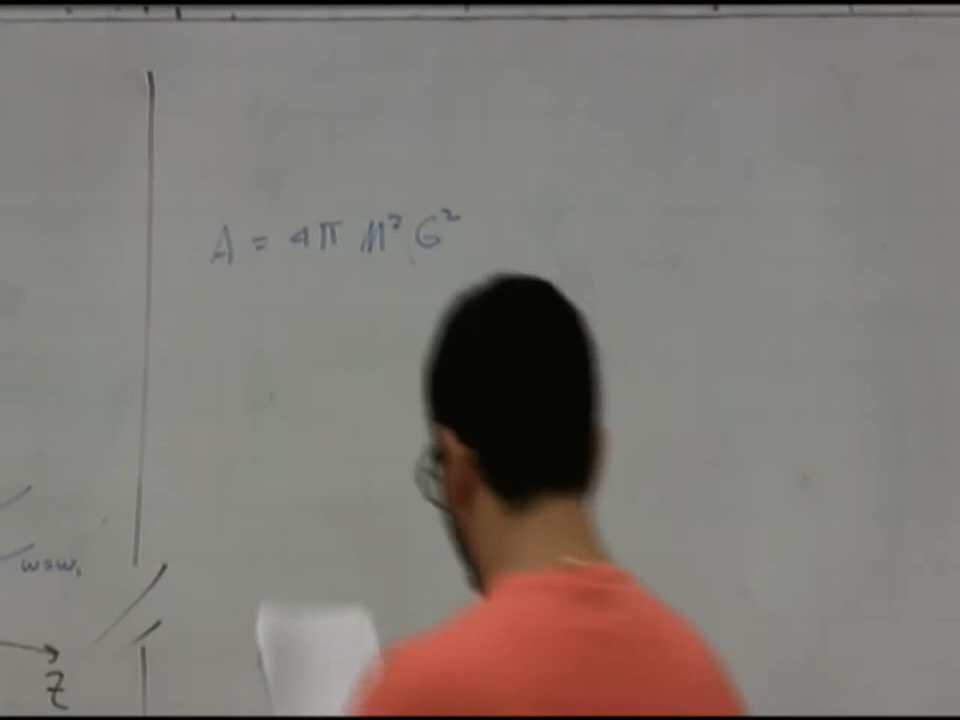 A = 4π M² G²
wsw,
z